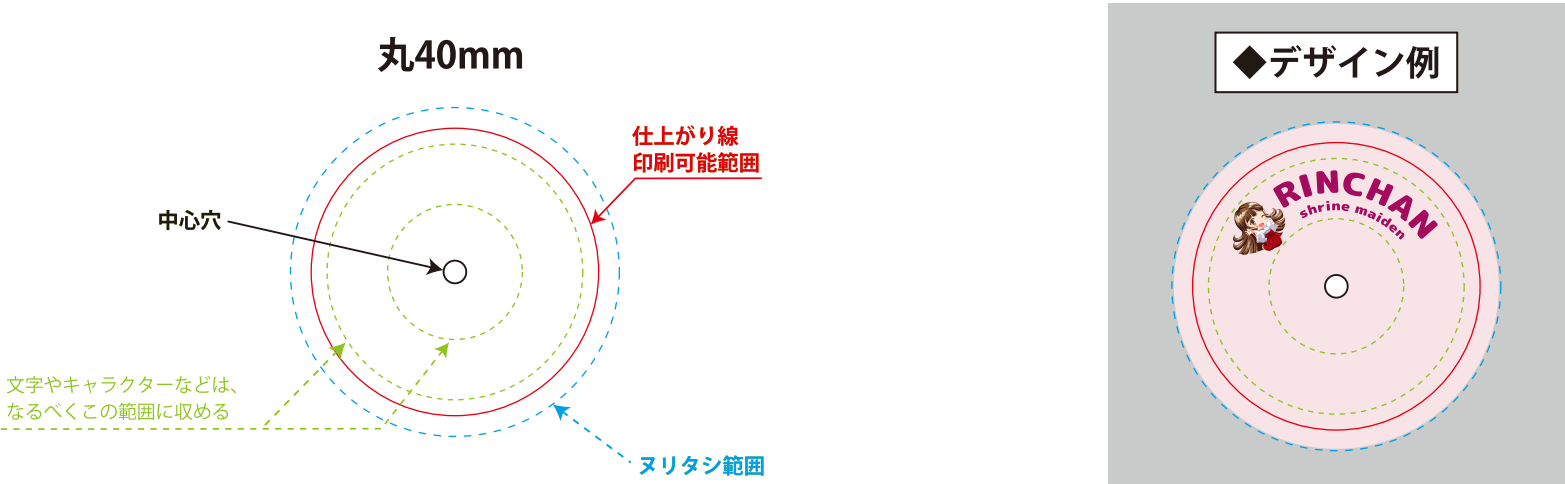 丸40mm
仕上がり線
印刷可能範囲
中心穴
文字やキャラクターなどは、
なるべくこの範囲に収める
ヌリタシ範囲
◆デザイン例
RINCHAN
shrine maiden